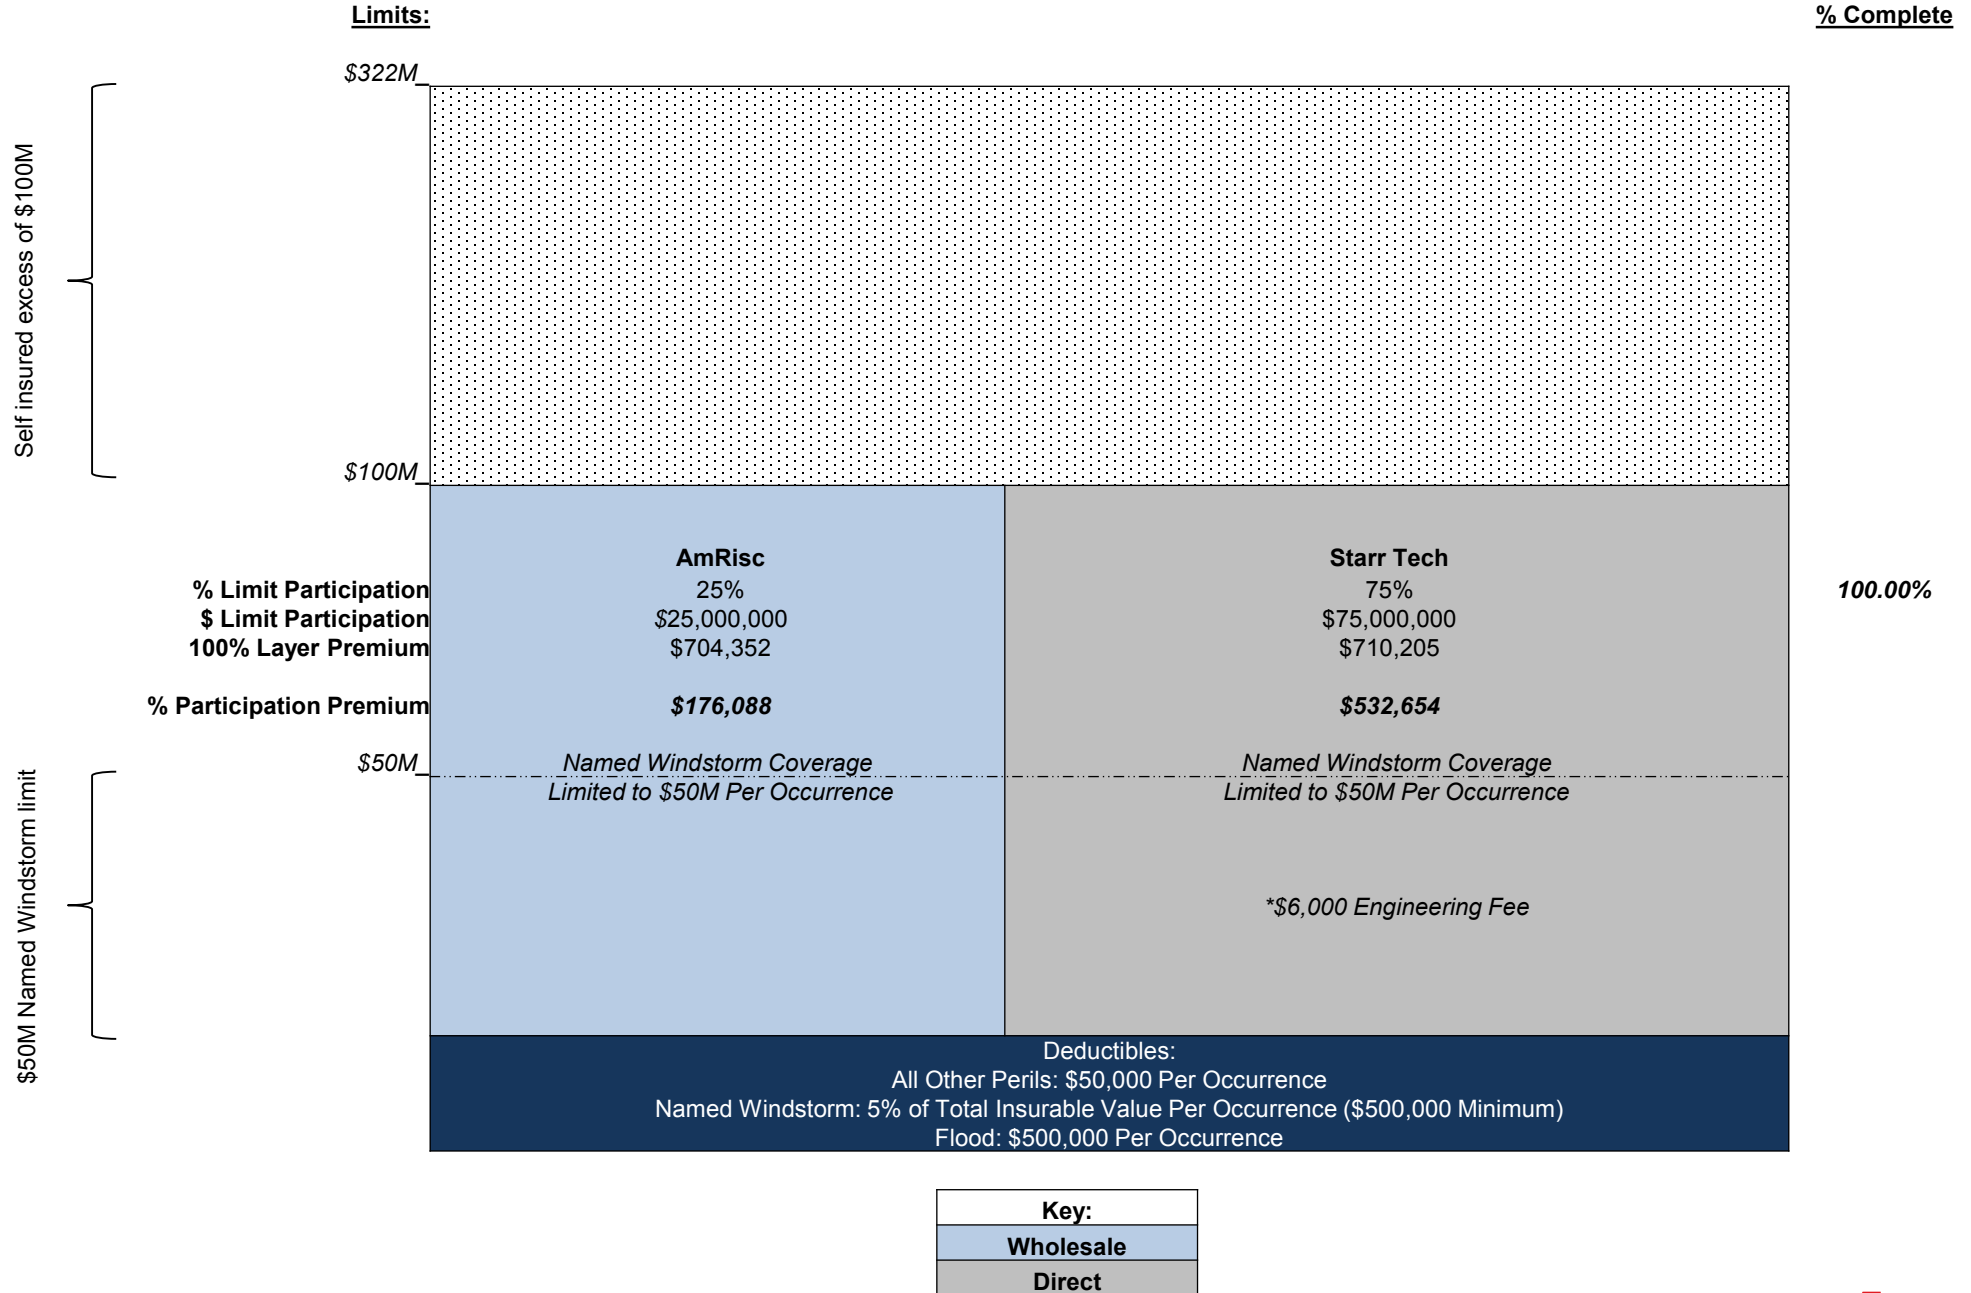 Limits:
% Complete
$322M
Self insured excess of $100M
$100M
AmRisc
Starr Tech
% Limit Participation
25%
75%
100.00%
$ Limit Participation
$25,000,000
$75,000,000
100% Layer Premium
$704,352
$710,205
% Participation Premium
$176,088
$532,654
$50M
Named Windstorm Coverage
Limited to $50M Per Occurrence
Named Windstorm Coverage
Limited to $50M Per Occurrence
$50M Named Windstorm limit
*$6,000 Engineering Fee
Deductibles:
All Other Perils: $50,000 Per Occurrence
Named Windstorm: 5% of Total Insurable Value Per Occurrence ($500,000 Minimum)
Flood: $500,000 Per Occurrence
Key:
Wholesale
Direct